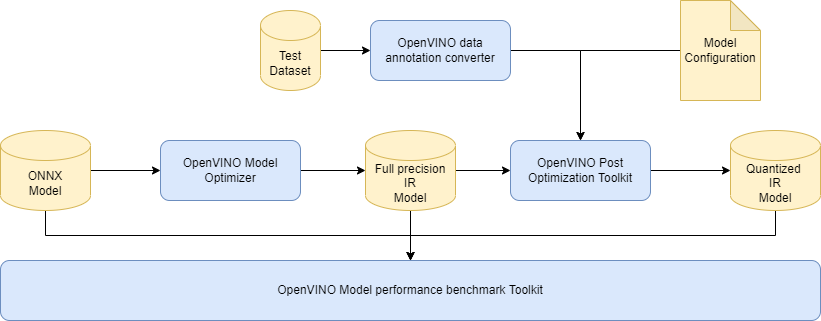 Test
Dataset
OpenVINO data
annotation converter
Model
Configuration
ONNX
Model
OpenVINO Model
Optimizer
Full precision
IR
Model
OpenVINO Post
Optimization Toolkit
Quantized
IR
Model
OpenVINO Model performance benchmark Toolkit